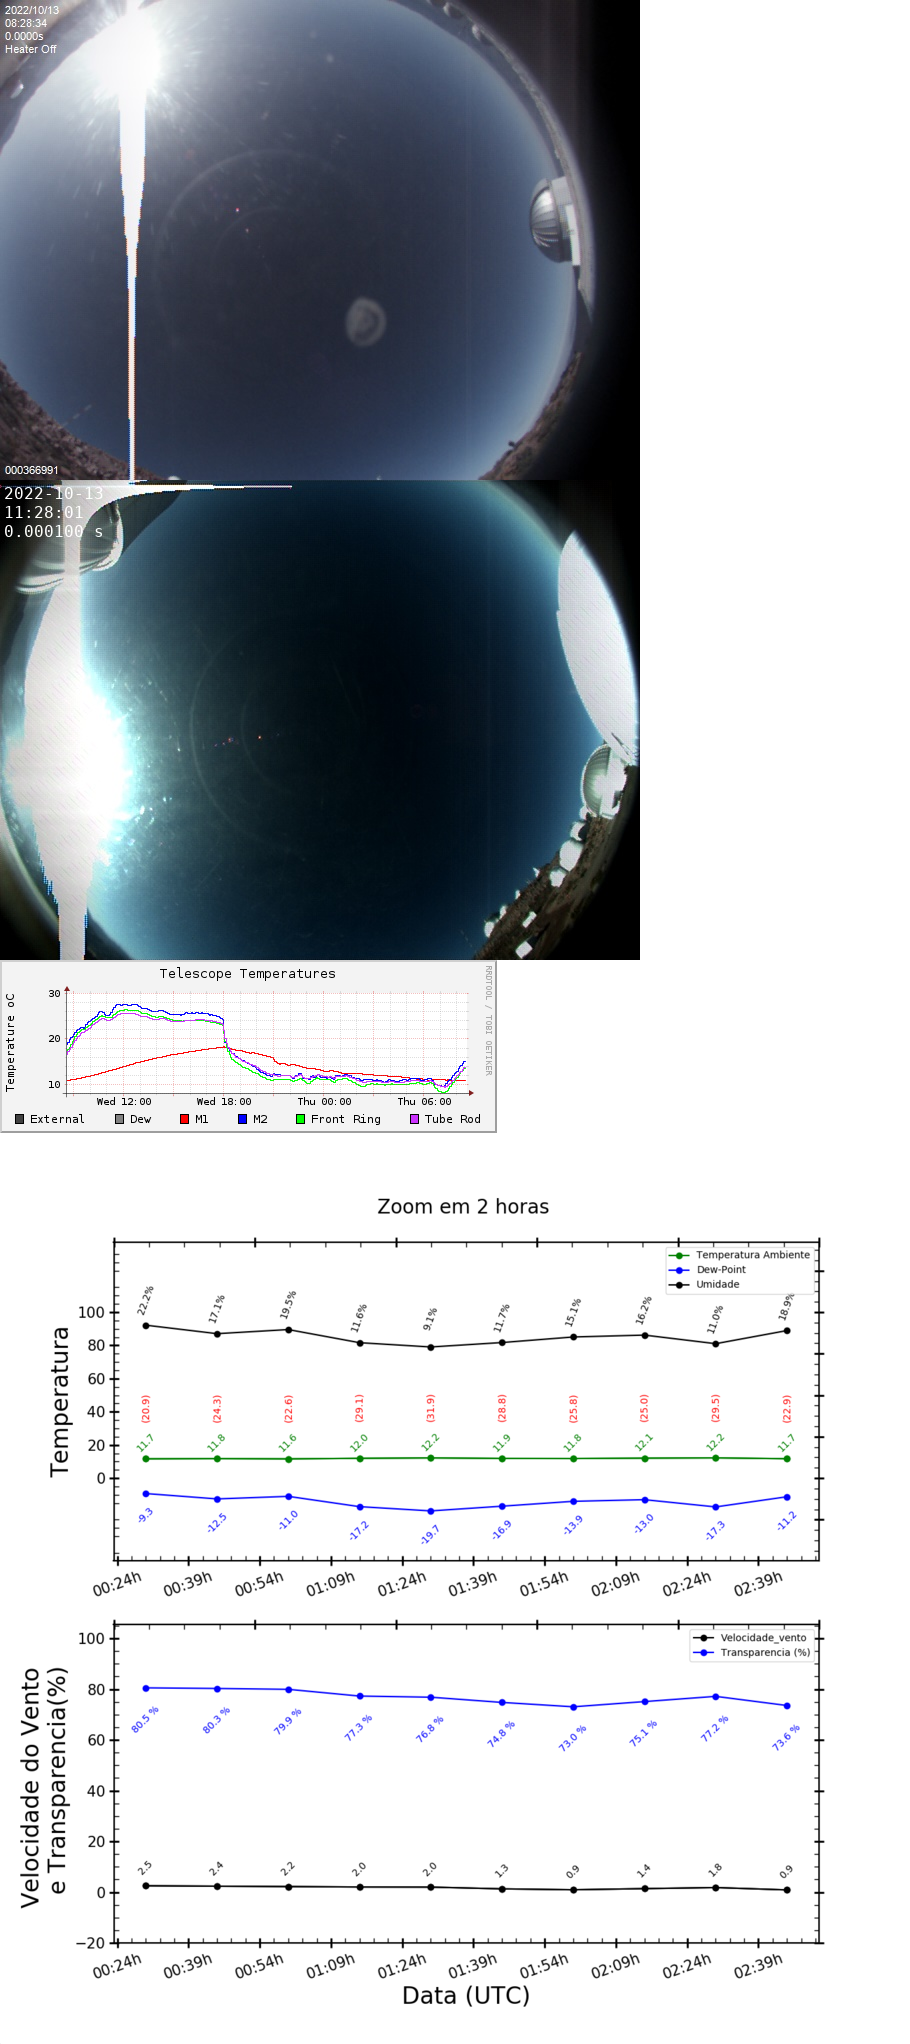 2022/10/13
08:28:34
0.0000s
Heater Off
000366991
2022-10-13
11:28:01
0.000100 s
Telescope Temperatures
RRDTOOL / TOBI OETIKER
Temperature oC
30
20
10
Wed 12:00 Wed 18:00 Thu 00:00 Thu 06:00
External Dew M1 M2 Front Ring Tube Rod
Zoom em 2 horas
Temperatura Ambiente
Dew-Point
Umidade
Temperatura
100
80
60
40
20
0
22.2% 17.1% 19.5% 11.6% 9.1% 11.7% 15.1% 16.2% 11.0% 18.9%
(20.9) (24.3) (22.6) (29.1) (31.9) (28.8) (25.8) (25.0) (29.5) (22.9)
11.7 11.8 11.6 12.0 12.2 11.9 11.8 12.1 12.2 11.7
-9.3 -12.5 -11.0 -17.2 -19.7 -16.9 -13.9 -13.0 -17.3 -11.2
00:24h 00:39h 00:54h 01:09h 01:24h 01:39h 01:54h 02:09h 02:24h 02:39h
Velocidade_vento
Transparencia (%)
Velocidade do Vento
e Transparencia(%)
100
80
60
40
20
0
−20
80.5 % 80.3 % 79.9 % 77.3 % 76.8 % 74.8 % 73.0 % 75.1 % 77.2 % 73.6 %
2.5 2.4 2.2 2.0 2.0 1.3 0.9 1.4 1.8 0.9
00:24h 00:39h 00:54h 01:09h 01:24h 01:39h 01:54h 02:09h 02:24h 02:39h
Data (UTC)